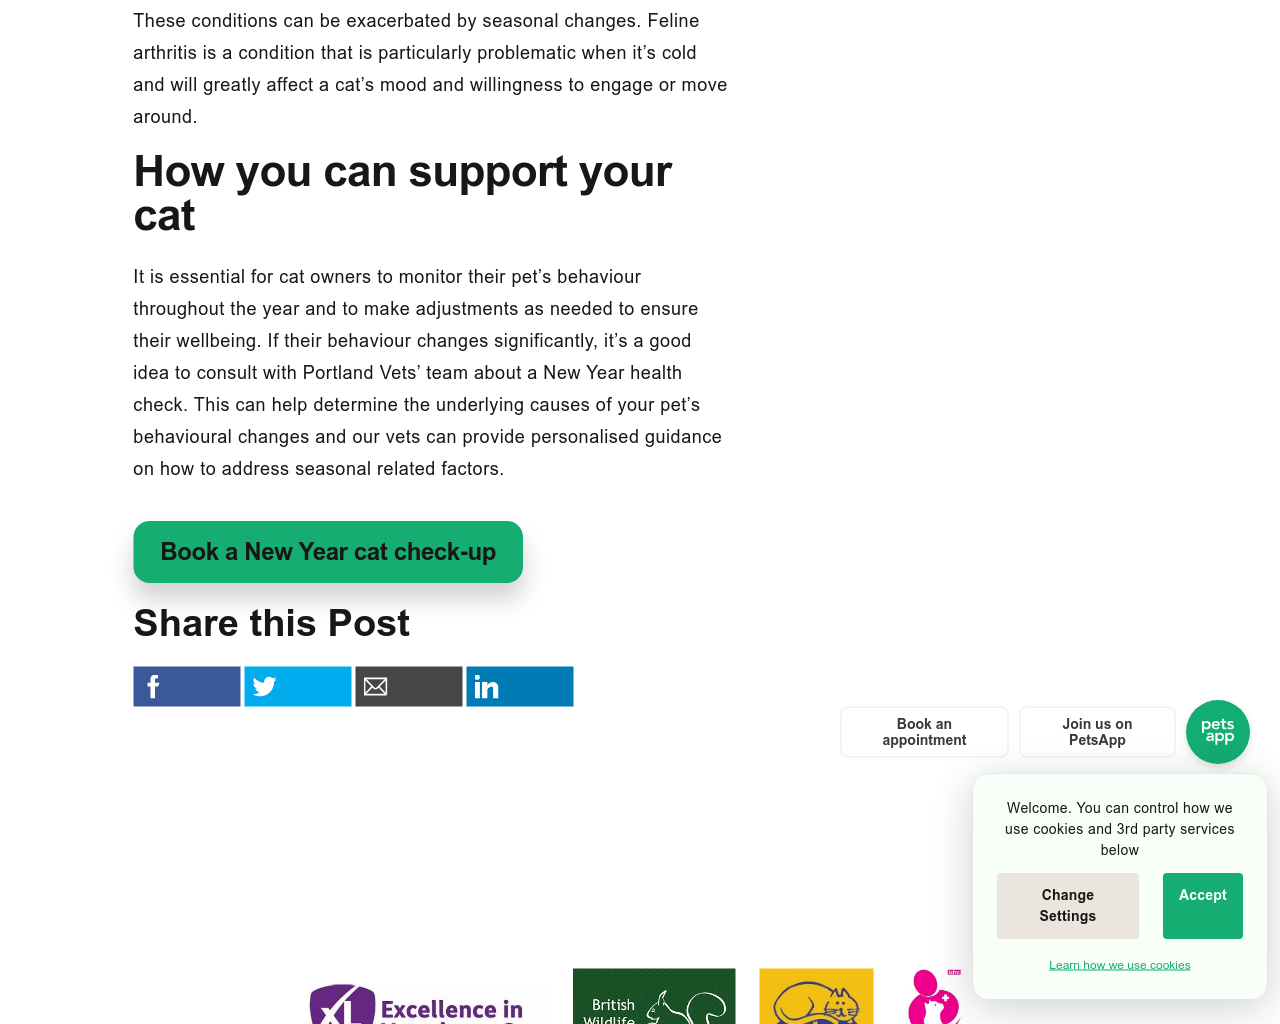 These conditions can be exacerbated by seasonal changes. Feline
arthritis is a condition that is particularly problematic when it’s cold
and will greatly affect a cat’s mood and willingness to engage or move
around.
How you can support your
cat
It is essential for cat owners to monitor their pet’s behaviour
throughout the year and to make adjustments as needed to ensure
their wellbeing. If their behaviour changes significantly, it’s a good
idea to consult with Portland Vets’ team about a New Year health
check. This can help determine the underlying causes of your pet’s
behavioural changes and our vets can provide personalised guidance
on how to address seasonal related factors.
Book a New Year cat check-up
Share this Post
Book an
appointment
Join us on
PetsApp
pets
app
Welcome. You can control how we
use cookies and 3rd party services
below
Change
Settings
Accept
Learn how we use cookies
Excellence in
British
Wildlife